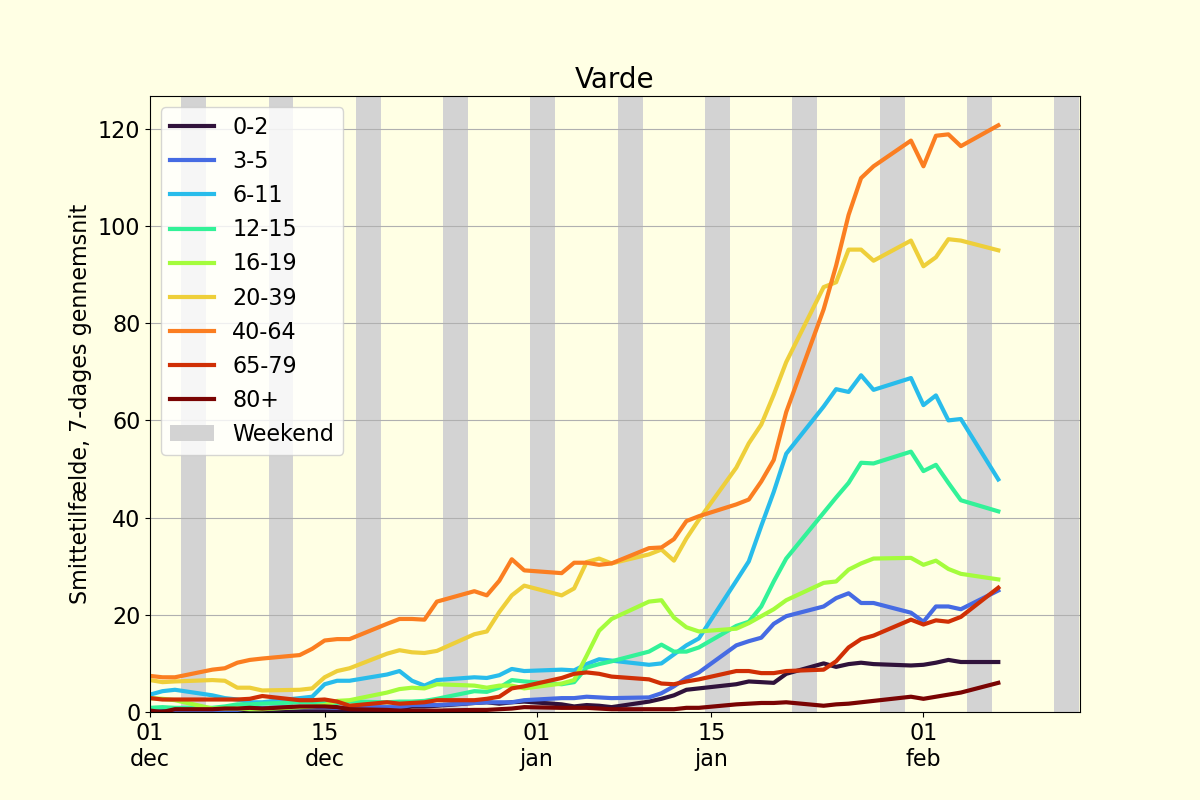 Varde
Smittetilfælde, 7-dages gennemsnit
120
100
80
60
40
20
0
0-2
3-5
6-11
12-15
16-19
20-39
40-64
65-79
80+
Weekend
01
dec
15
dec
01
jan
15
jan
01
feb